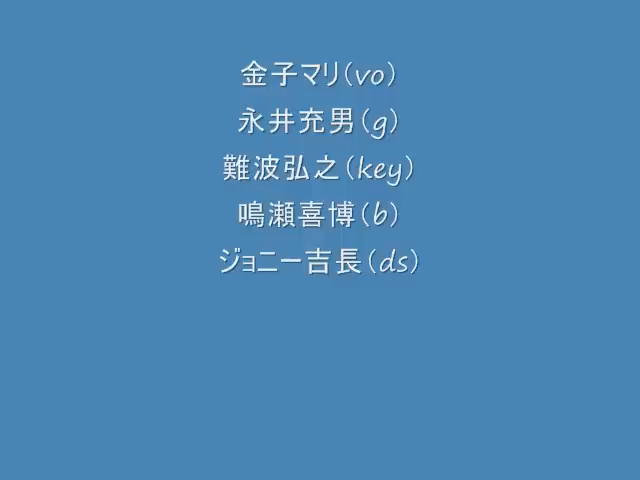 金子マリ(vo)
永井充男(g)
難波弘之(key)
鳴瀬喜博(b)
ジョニー吉長(ds)